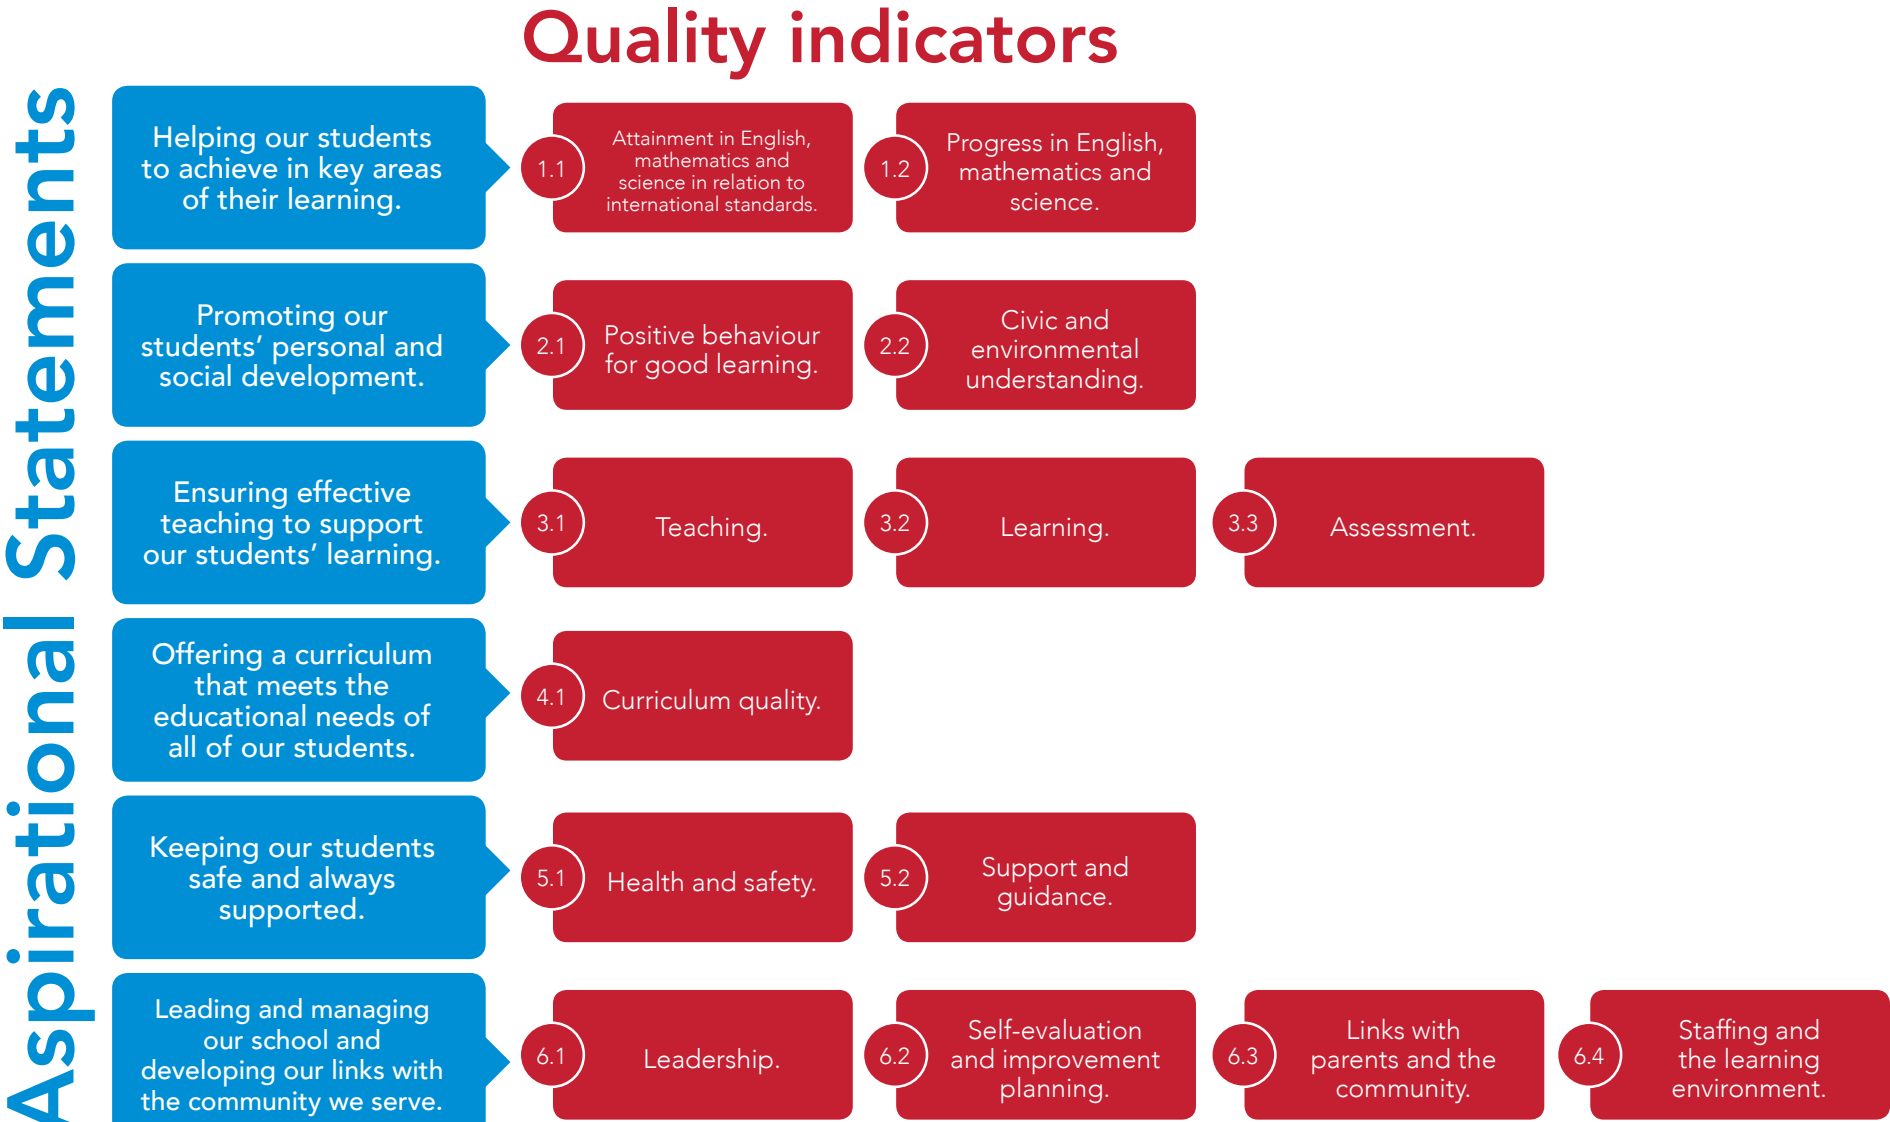 Quality indicators
Aspirational Statements
Helping our students
to achieve in key areas
of their learning.
1.1
Attainment in English,
mathematics and
science in relation to
international standards.
1.2
Progress in English,
mathematics and
science.
Promoting our
students’ personal and
social development.
2.1
Positive behaviour
for good learning.
2.2
Civic and
environmental
understanding.
Ensuring effective
teaching to support
our students’ learning.
3.1
Teaching.
3.2
Learning.
3.3
Assessment.
Offering a curriculum
that meets the
educational needs of
all of our students.
4.1
Curriculum quality.
Keeping our students
safe and always
supported.
5.1
Health and safety.
5.2
Support and
guidance.
Leading and managing
our school and
developing our links with
the community we serve.
6.1
Leadership.
6.2
Self-evaluation
and improvement
planning.
6.3
Links with
parents and the
community.
6.4
Staffing and
the learning
environment.